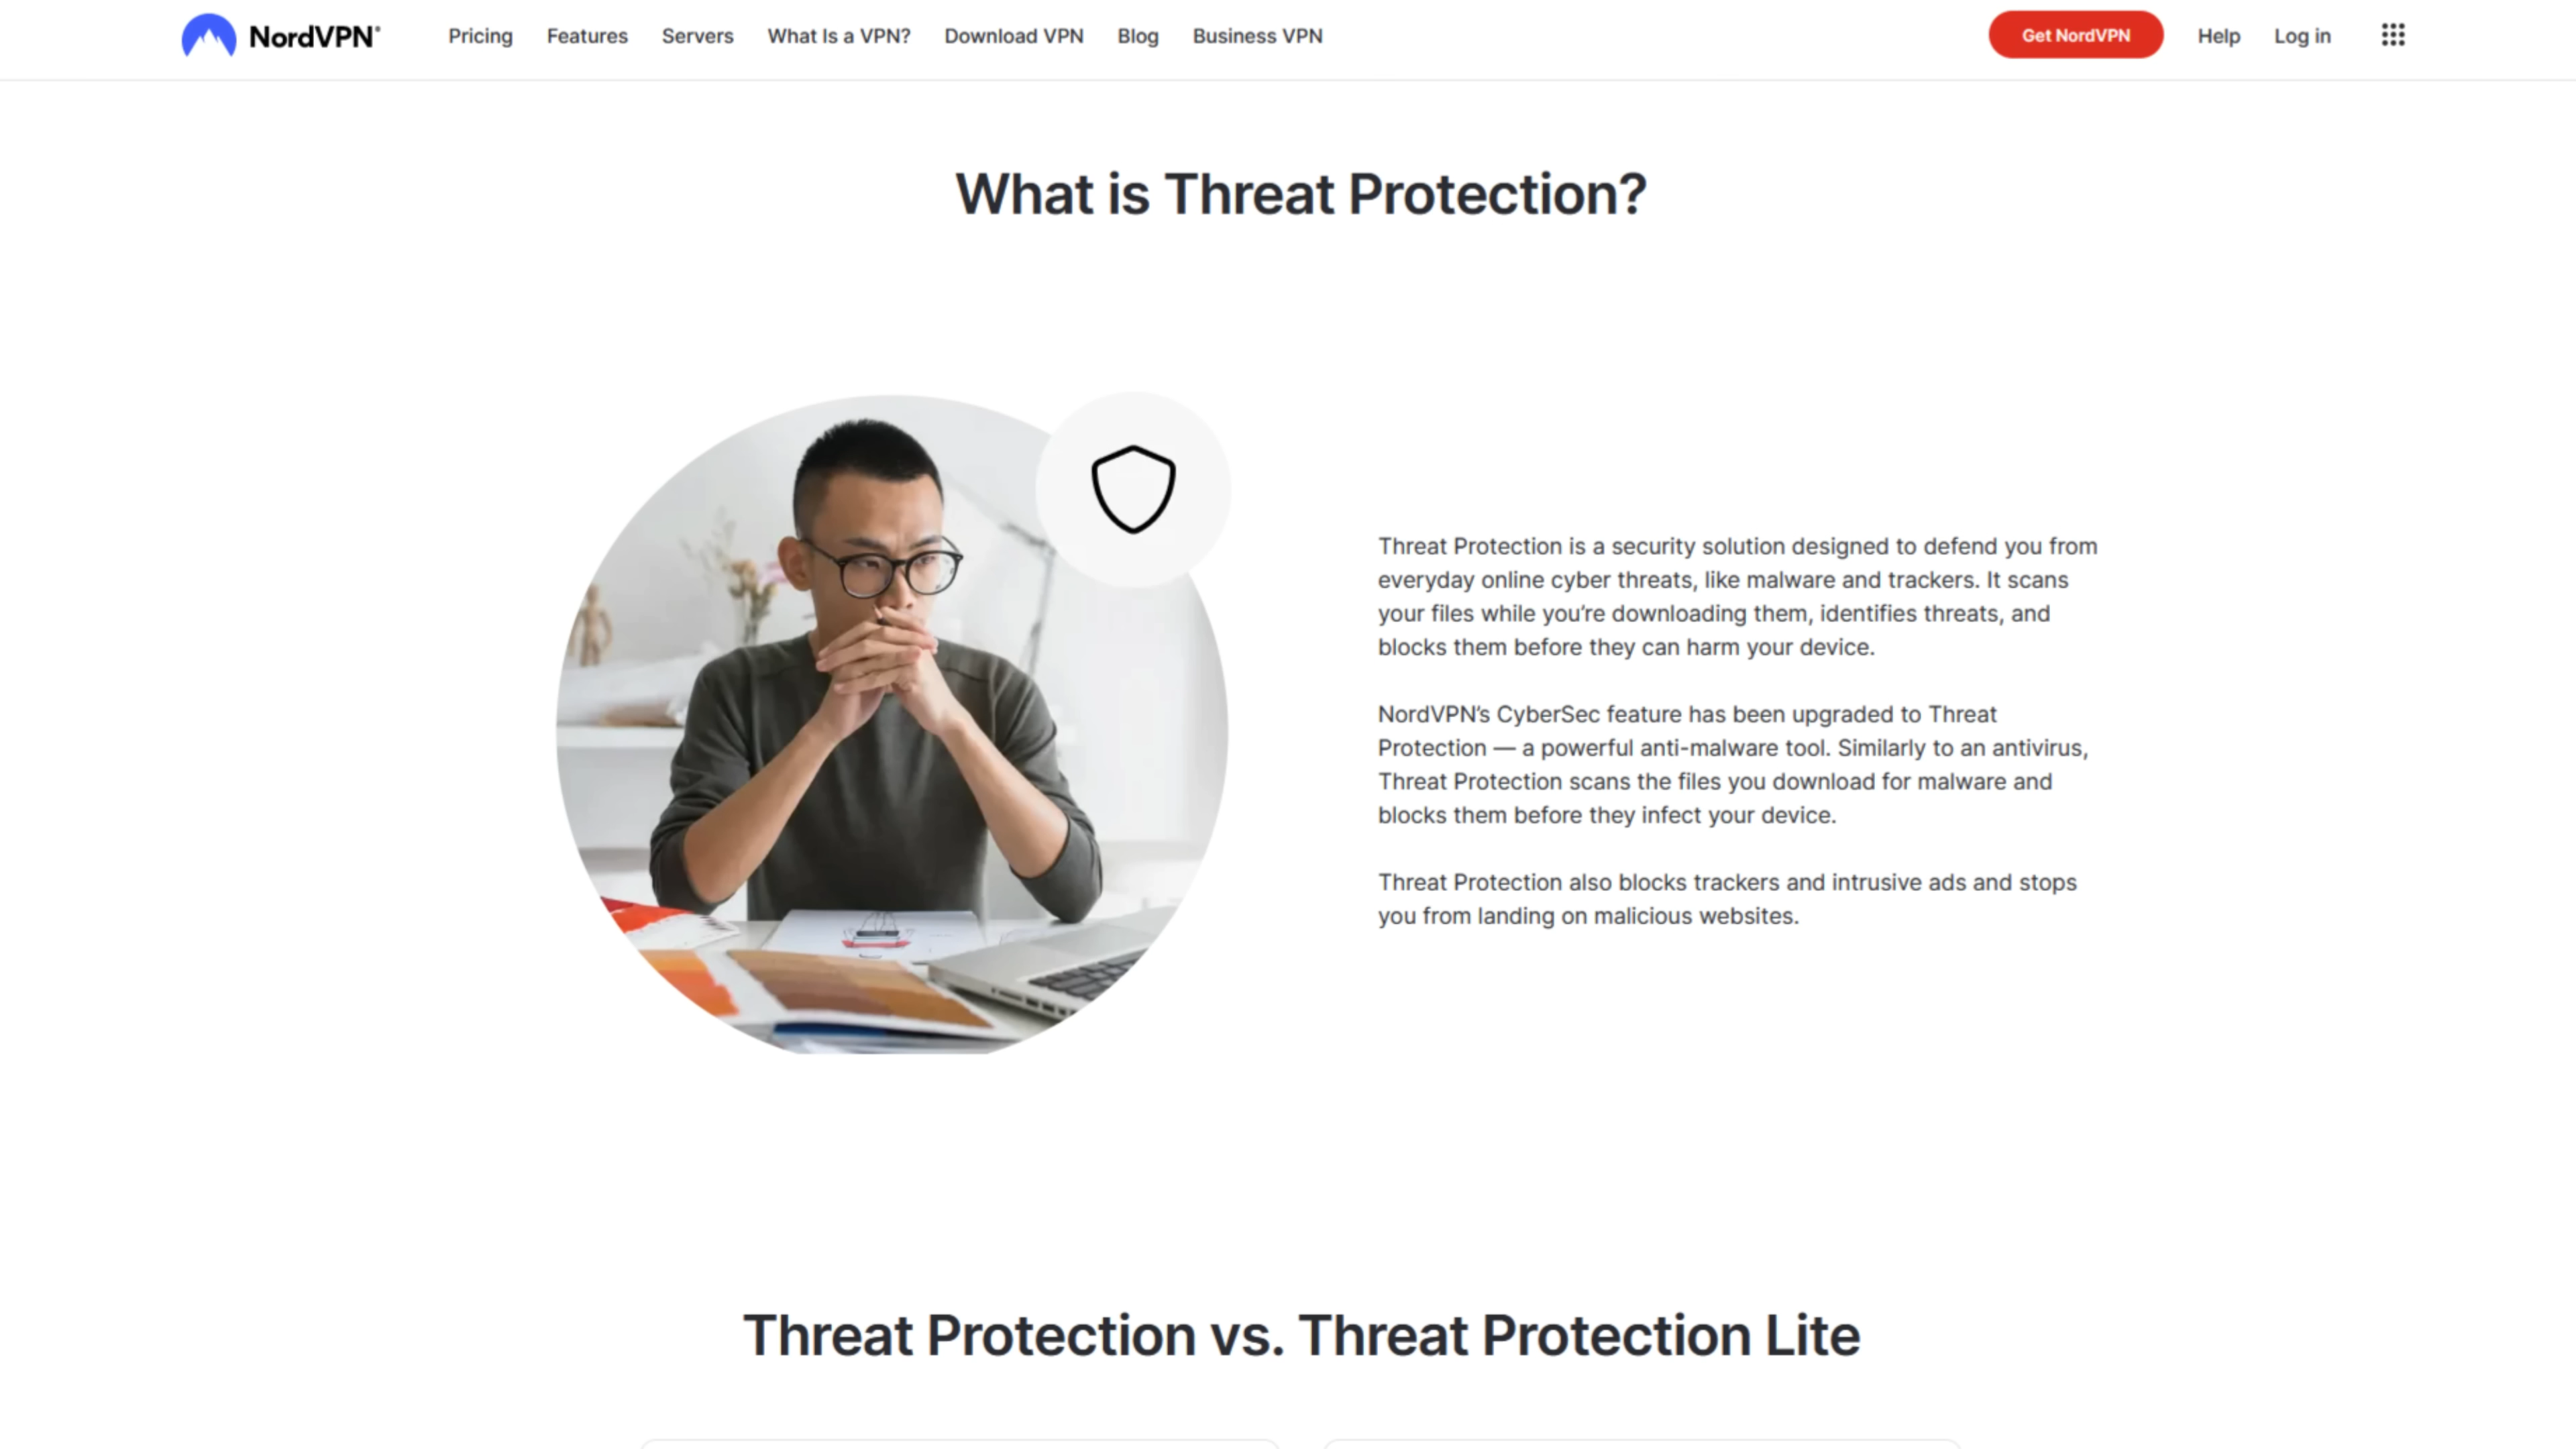 NordVPN®
Pricing Features Servers What Is a VPN? Download VPN Blog Business VPN
Get NordVPN Help Log in
What is Threat Protection?
Threat Protection is a security solution designed to defend you from
everyday online cyber threats, like malware and trackers. It scans
your files while you’re downloading them, identifies threats, and
blocks them before they can harm your device.
NordVPN’s CyberSec feature has been upgraded to Threat
Protection — a powerful anti-malware tool. Similarly to an antivirus,
Threat Protection scans the files you download for malware and
blocks them before they infect your device.
Threat Protection also blocks trackers and intrusive ads and stops
you from landing on malicious websites.
Threat Protection vs. Threat Protection Lite